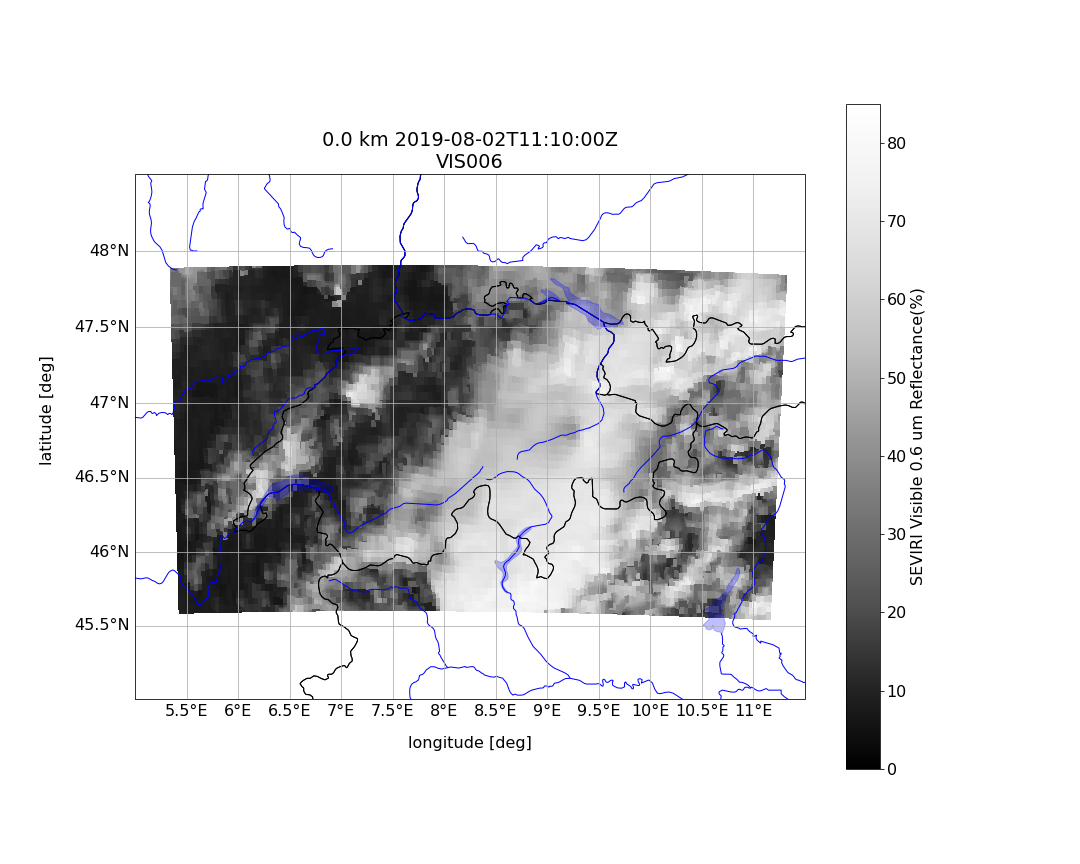 0.0 km 2019-08-02T11:10:00Z
VIS006
48°N
47.5°N
47°N
46.5°N
46°N
45.5°N
latitude [deg]
5.5°E 6°E 6.5°E 7°E 7.5°E 8°E 8.5°E 9°E 9.5°E 10°E 10.5°E 11°E
longitude [deg]
80
70
60
50
40
30
20
10
0
SEVIRI Visible 0.6 um Reflectance(%)